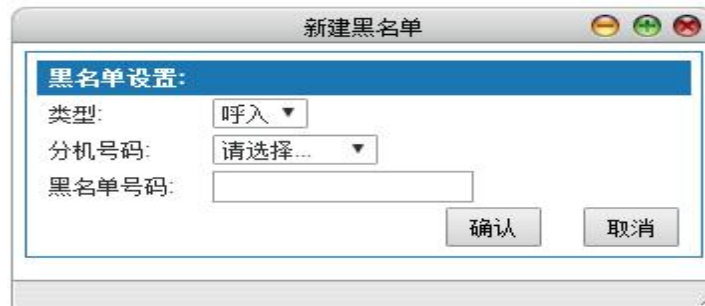 新建黑名单
黑名单设置:
类型: 呼入
分机号码: 请选择...
黑名单号码:
确认 取消